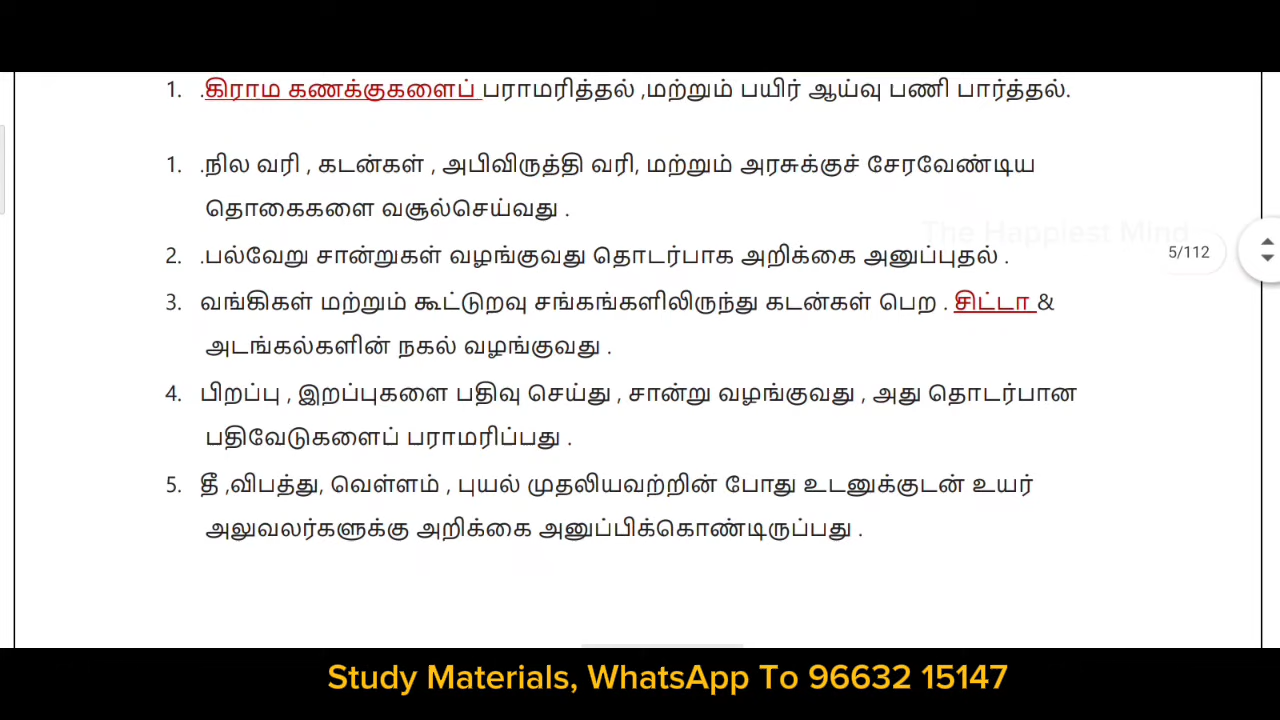 1. .கிராம கணக்குகளைப் பராமரித்தல் ,மற்றும் பயிர் ஆய்வு பணி பார்த்தல்.
1. .நில வரி , கடன்கள் , அபிவிருத்தி வரி, மற்றும் அரசுக்குச் சேரவேண்டிய
தொகைகளை வசூல்செய்வது .
The Happiest Mind
2. .பல்வேறு சான்றுகள் வழங்குவது தொடர்பாக அறிக்கை அனுப்புதல் .
5/112
3. வங்கிகள் மற்றும் கூட்டுறவு சங்கங்களிலிருந்து கடன்கள் பெற . சிட்டா &
அடங்கல்களின் நகல் வழங்குவது .
4. பிறப்பு , இறப்புகளை பதிவு செய்து , சான்று வழங்குவது , அது தொடர்பான
பதிவேடுகளைப் பராமரிப்பது .
5. தீ ,விபத்து, வெள்ளம் , புயல் முதலியவற்றின் போது உடனுக்குடன் உயர்
அலுவலர்களுக்கு அறிக்கை அனுப்பிக்கொண்டிருப்பது .
Study Materials, WhatsApp To 96632 15147